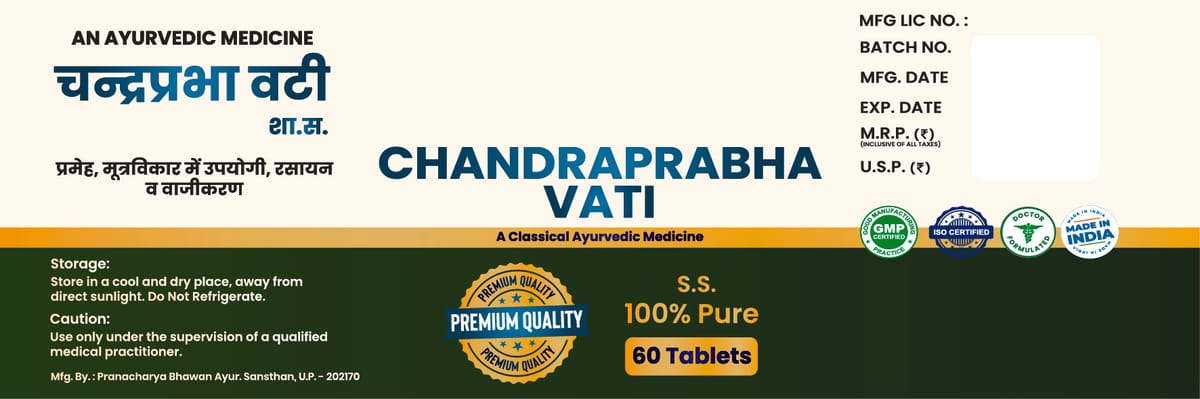 AN AYURVEDIC MEDICINE
चन्द्रप्रभा वटी
शा.स.
प्रमेह, मूत्रविकार में उपयोगी, रसायन
व वाजीकरण
Storage:
Store in a cool and dry place, away from
direct sunlight. Do Not Refrigerate.
Caution:
Use only under the supervision of a qualified
medical practitioner.
Mfg. By. : Pranacharya Bhawan Ayur. Sansthan, U.P. - 202170
CHANDRAPRABHA
VATI
A Classical Ayurvedic Medicine
PREMIUM QUALITY
PREMIUM QUALITY
PREMIUM QUALITY
S.S.
100% Pure
60 Tablets
MFG LIC NO. :
BATCH NO.
MFG. DATE
EXP. DATE
M.R.P. (₹)
(INCLUSIVE OF ALL TAXES)
U.S.P. (₹)
GOOD MANUFACTURING
GMP
CERTIFIED
PRACTICE
ISO CERTIFIED
DOCTOR
FORMULATED
MADE IN INDIA
MADE IN
INDIA